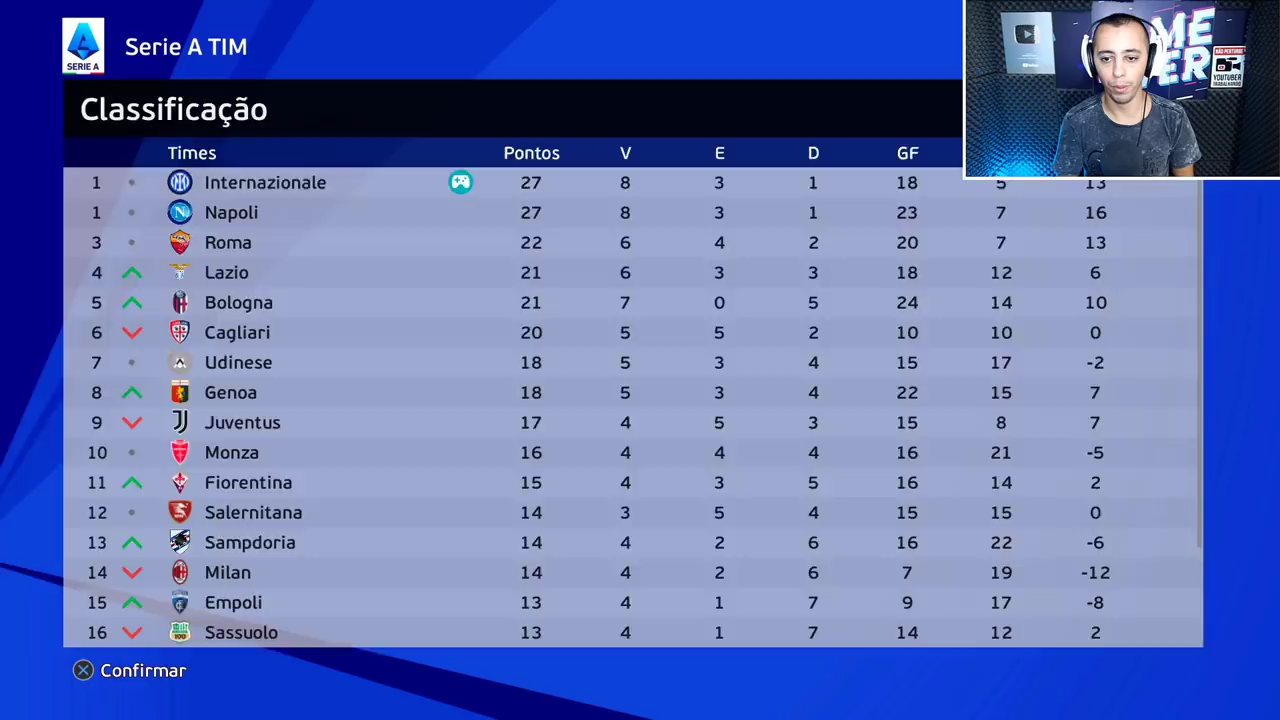 SERIE A
Serie A TIM
ME
ER
NÃO PERTURBE
YOUTUBER
TRABALHANDO
Classificação
Times Pontos V E D GF
1 Internazionale 27 8 3 1 18 5 13
1 Napoli 27 8 3 1 23 7 16
3 Roma 22 6 4 2 20 7 13
4 Lazio 21 6 3 3 18 12 6
5 Bologna 21 7 0 5 24 14 10
6 Cagliari 20 5 5 2 10 10 0
7 Udinese 18 5 3 4 15 17 -2
8 Genoa 18 5 3 4 22 15 7
9 Juventus 17 4 5 3 15 8 7
10 Monza 16 4 4 4 16 21 -5
11 Fiorentina 15 4 3 5 16 14 2
12 Salernitana 14 3 5 4 15 15 0
13 Sampdoria 14 4 2 6 16 22 -6
14 Milan 14 4 2 6 7 19 -12
15 Empoli 13 4 1 7 9 17 -8
16 Sassuolo 13 4 1 7 14 12 2
Confirmar